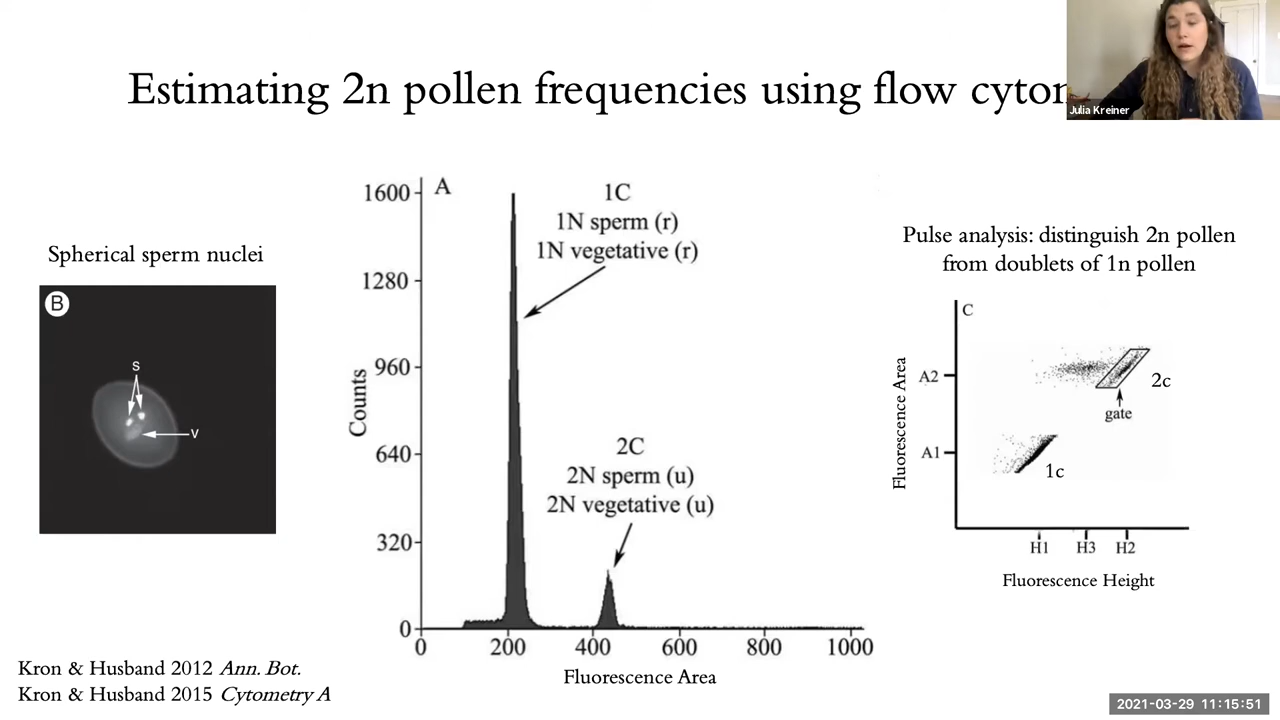 Estimating 2n pollen frequencies using flow
Julia Kreiner
Spherical sperm nuclei
B
s
v
A
1600
1280
960
640
320
0
Counts
1C
1N sperm (r)
1N vegetative (r)
2C
2N sperm (u)
2N vegetative (u)
0 200 400 600 800 1000
Fluorescence Area
Pulse analysis: distinguish 2n pollen
from doublets of 1n pollen
C
A2
A1
Fluorescence Area
2c
gate
1c
H1 H3 H2
Fluorescence Height
Kron & Husband 2012 Ann. Bot.
Kron & Husband 2015 Cytometry A
2021-03-29 11:15:51